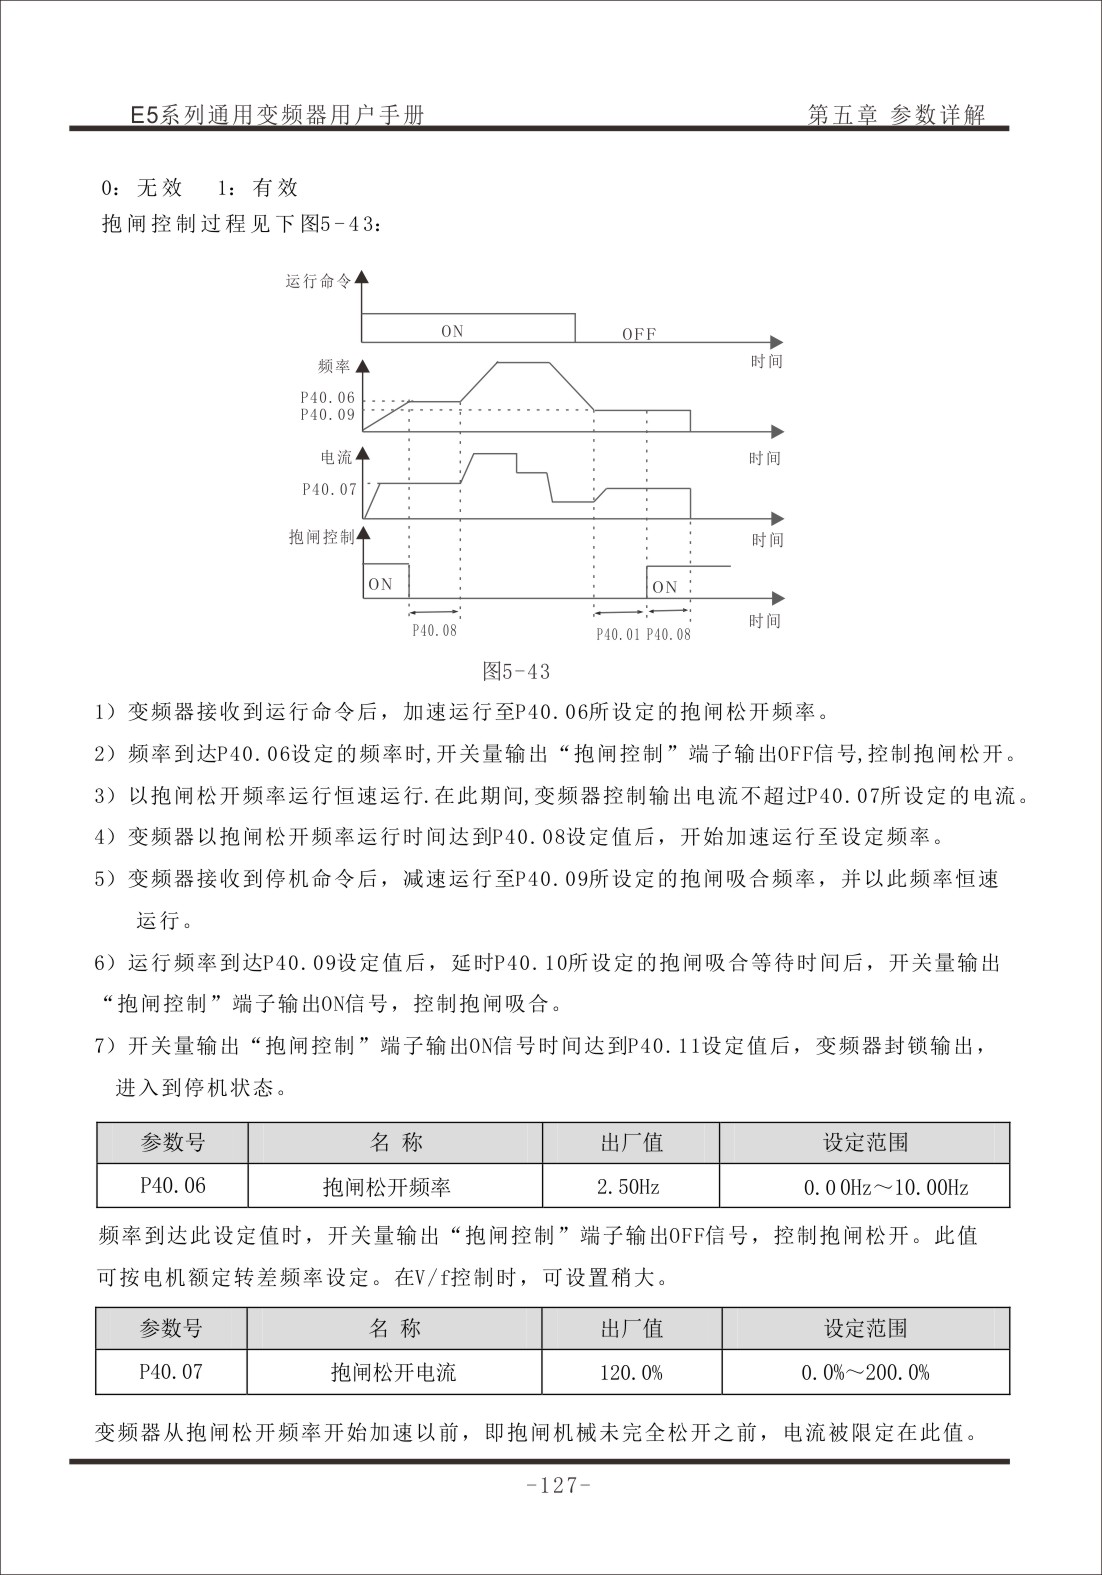 E5系列通用变频器用户手册 第五章 参数详解
0：无效 1：有效
抱闸控制过程见下图5-43：
运行命令
ON
OFF
时间
频率
P40.06
P40.09
时间
电流
P40.07
时间
抱闸控制
ON
ON
时间
P40.08
P40.01 P40.08
图5-43
1）变频器接收到运行命令后，加速运行至P40.06所设定的抱闸松开频率。
2）频率到达P40.06设定的频率时,开关量输出“抱闸控制”端子输出OFF信号,控制抱闸松开。
3）以抱闸松开频率运行恒速运行.在此期间,变频器控制输出电流不超过P40.07所设定的电流。
4）变频器以抱闸松开频率运行时间达到P40.08设定值后，开始加速运行至设定频率。
5）变频器接收到停机命令后，减速运行至P40.09所设定的抱闸吸合频率，并以此频率恒速
运行。
6）运行频率到达P40.09设定值后，延时P40.10所设定的抱闸吸合等待时间后，开关量输出
“抱闸控制”端子输出ON信号，控制抱闸吸合。
7）开关量输出“抱闸控制”端子输出ON信号时间达到P40.11设定值后，变频器封锁输出，
进入到停机状态。
参数号 名 称 出厂值 设定范围
P40.06 抱闸松开频率 2.50Hz 0.00Hz～10.00Hz
频率到达此设定值时，开关量输出“抱闸控制”端子输出OFF信号，控制抱闸松开。此值
可按电机额定转差频率设定。在V/f控制时，可设置稍大。
参数号 名 称 出厂值 设定范围
P40.07 抱闸松开电流 120.0% 0.0%～200.0%
变频器从抱闸松开频率开始加速以前，即抱闸机械未完全松开之前，电流被限定在此值。
-127-